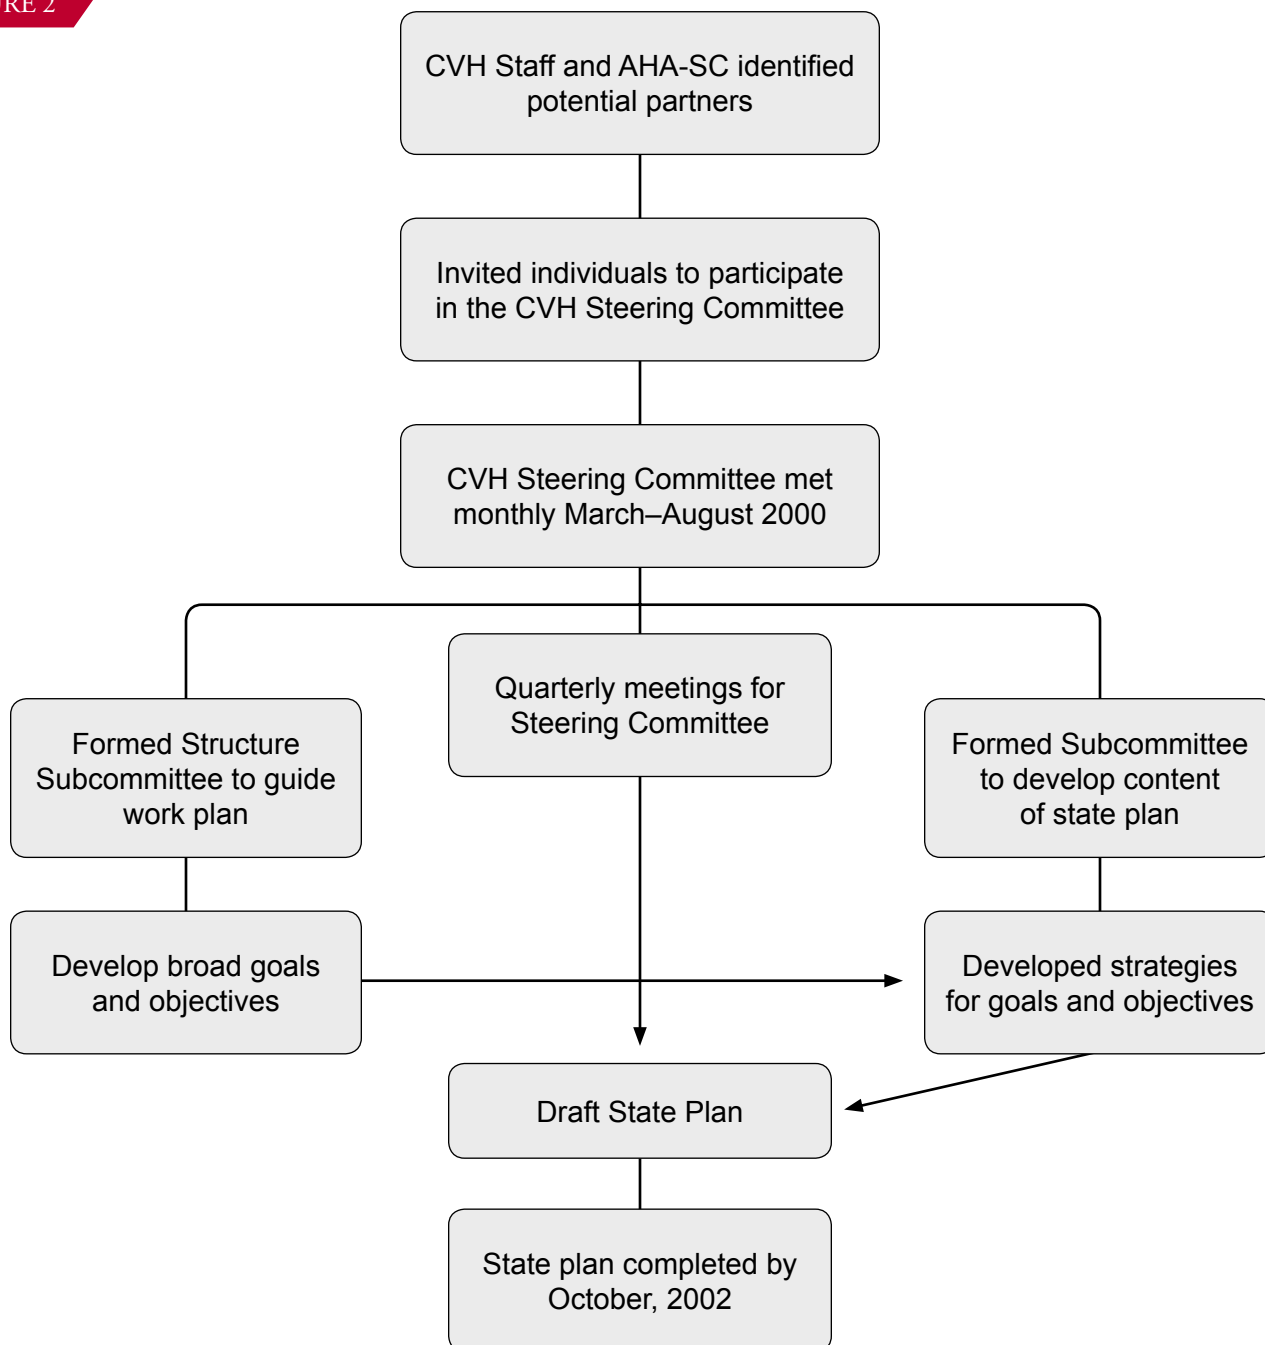 URE 2
CVH Staff and AHA-SC identified
potential partners
Invited individuals to participate
in the CVH Steering Committee
CVH Steering Committee met
monthly March–August 2000
Quarterly meetings for
Steering Committee
Formed Structure
Subcommittee to guide
work plan
Formed Subcommittee
to develop content
of state plan
Develop broad goals
and objectives
Developed strategies
for goals and objectives
Draft State Plan
State plan completed by
October, 2002